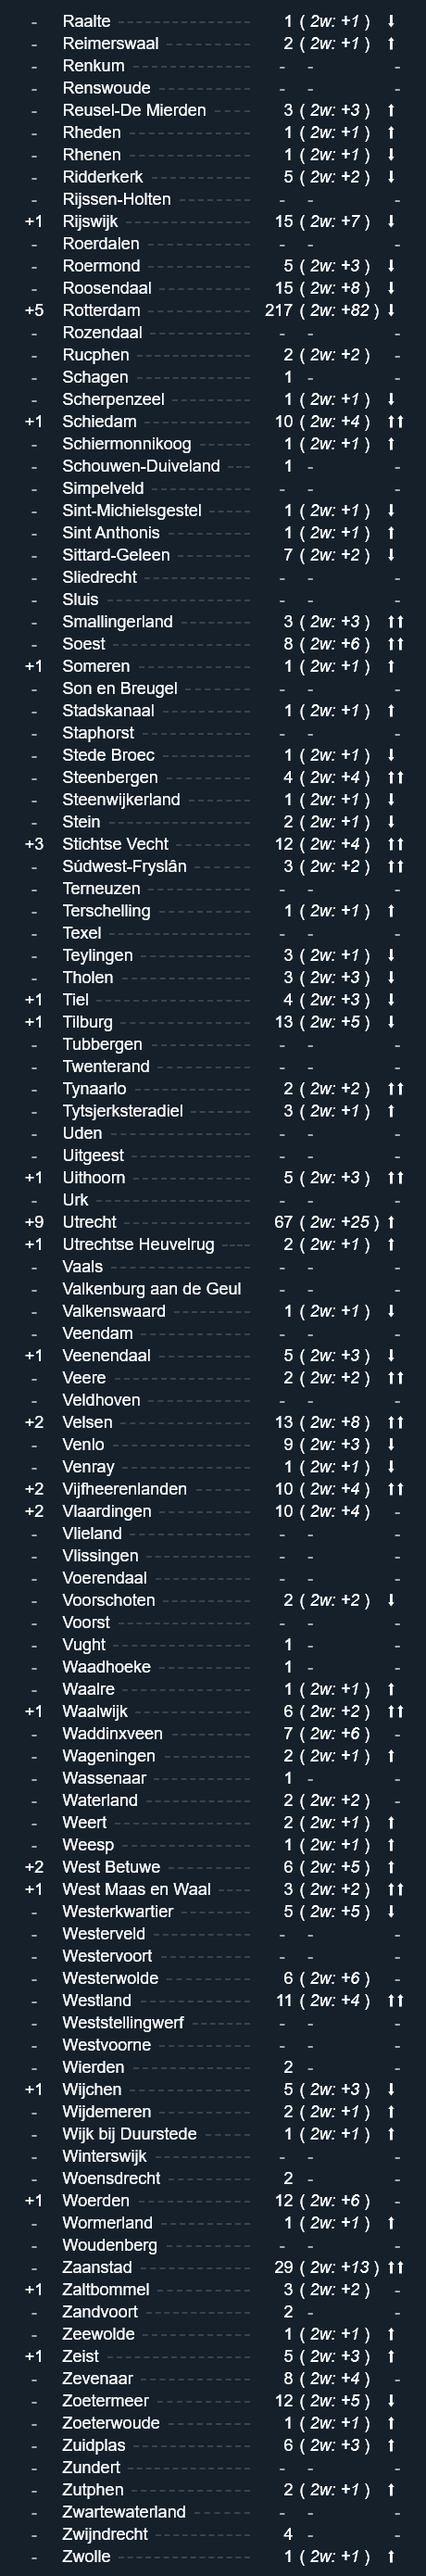 - Raalte 1 ( 2w: +1 ) ⬇
- Reimerswaal 2 ( 2w: +1 ) ⬆
- Renkum - - -
- Renswoude - - -
- Reusel-De Mierden 3 ( 2w: +3 ) ⬆
- Rheden 1 ( 2w: +1 ) ⬆
- Rhenen 1 ( 2w: +1 ) ⬇
- Ridderkerk 5 ( 2w: +2 ) ⬇
- Rijssen-Holten - - -
+1 Rijswijk 15 ( 2w: +7 ) ⬇
- Roerdalen - - -
- Roermond 5 ( 2w: +3 ) ⬇
- Roosendaal 15 ( 2w: +8 ) ⬇
+5 Rotterdam 217 ( 2w: +82 ) ⬇
- Rozendaal - - -
- Rucphen 2 ( 2w: +2 ) -
- Schagen 1 - -
- Scherpenzeel 1 ( 2w: +1 ) ⬇
+1 Schiedam 10 ( 2w: +4 ) ⬆⬆
- Schiermonnikoog 1 ( 2w: +1 ) ⬆
- Schouwen-Duiveland 1 - -
- Simpelveld - - -
- Sint-Michielsgestel 1 ( 2w: +1 ) ⬇
- Sint Anthonis 1 ( 2w: +1 ) ⬆
- Sittard-Geleen 7 ( 2w: +2 ) ⬇
- Sliedrecht - - -
- Sluis - - -
- Smallingerland 3 ( 2w: +3 ) ⬆⬆
- Soest 8 ( 2w: +6 ) ⬆⬆
+1 Someren 1 ( 2w: +1 ) ⬆
- Son en Breugel - - -
- Stadskanaal 1 ( 2w: +1 ) ⬆
- Staphorst - - -
- Stede Broec 1 ( 2w: +1 ) ⬇
- Steenbergen 4 ( 2w: +4 ) ⬆⬆
- Steenwijkerland 1 ( 2w: +1 ) ⬇
- Stein 2 ( 2w: +1 ) ⬇
+3 Stichtse Vecht 12 ( 2w: +4 ) ⬆⬆
- Súdwest-Fryslân 3 ( 2w: +2 ) ⬆⬆
- Terneuzen - - -
- Terschelling 1 ( 2w: +1 ) ⬆
- Texel - - -
- Teylingen 3 ( 2w: +1 ) ⬇
- Tholen 3 ( 2w: +3 ) ⬇
+1 Tiel 4 ( 2w: +3 ) ⬇
+1 Tilburg 13 ( 2w: +5 ) ⬇
- Tubbergen - - -
- Twenterand - - -
- Tynaarlo 2 ( 2w: +2 ) ⬆⬆
- Tytsjerksteradiel 3 ( 2w: +1 ) ⬆
- Uden - - -
- Uitgeest - - -
+1 Uithoorn 5 ( 2w: +3 ) ⬆⬆
- Urk - - -
+9 Utrecht 67 ( 2w: +25 ) ⬆
+1 Utrechtse Heuvelrug 2 ( 2w: +1 ) ⬆
- Vaals - - -
- Valkenburg aan de Geul - - -
- Valkenswaard 1 ( 2w: +1 ) ⬇
- Veendam - - -
+1 Veenendaal 5 ( 2w: +3 ) ⬇
- Veere 2 ( 2w: +2 ) ⬆⬆
- Veldhoven - - -
+2 Velsen 13 ( 2w: +8 ) ⬆⬆
- Venlo 9 ( 2w: +3 ) ⬇
- Venray 1 ( 2w: +1 ) ⬇
+2 Vijfheerenlanden 10 ( 2w: +4 ) ⬆⬆
+2 Vlaardingen 10 ( 2w: +4 ) -
- Vlieland - - -
- Vlissingen - - -
- Voerendaal - - -
- Voorschoten 2 ( 2w: +2 ) ⬇
- Voorst - - -
- Vught 1 - -
- Waadhoeke 1 - -
- Waalre 1 ( 2w: +1 ) ⬆
+1 Waalwijk 6 ( 2w: +2 ) ⬆⬆
- Waddinxveen 7 ( 2w: +6 ) -
- Wageningen 2 ( 2w: +1 ) ⬆
- Wassenaar 1 - -
- Waterland 2 ( 2w: +2 ) -
- Weert 2 ( 2w: +1 ) ⬆
- Weesp 1 ( 2w: +1 ) ⬆
+2 West Betuwe 6 ( 2w: +5 ) ⬆
+1 West Maas en Waal 3 ( 2w: +2 ) ⬆⬆
- Westerkwartier 5 ( 2w: +5 ) ⬇
- Westerveld - - -
- Westervoort - - -
- Westerwolde 6 ( 2w: +6 ) -
- Westland 11 ( 2w: +4 ) ⬆⬆
- Weststellingwerf - - -
- Westvoorne - - -
- Wierden 2 - -
+1 Wijchen 5 ( 2w: +3 ) ⬇
- Wijdemeren 2 ( 2w: +1 ) ⬆
- Wijk bij Duurstede 1 ( 2w: +1 ) ⬆
- Winterswijk - - -
- Woensdrecht 2 - -
+1 Woerden 12 ( 2w: +6 ) -
- Wormerland 1 ( 2w: +1 ) ⬆
- Woudenberg - - -
- Zaanstad 29 ( 2w: +13 ) ⬆⬆
+1 Zaltbommel 3 ( 2w: +2 ) -
- Zandvoort 2 - -
- Zeewolde 1 ( 2w: +1 ) ⬆
+1 Zeist 5 ( 2w: +3 ) ⬆
- Zevenaar 8 ( 2w: +4 ) -
- Zoetermeer 12 ( 2w: +5 ) ⬇
- Zoeterwoude 1 ( 2w: +1 ) ⬆
- Zuidplas 6 ( 2w: +3 ) ⬆
- Zundert - - -
- Zutphen 2 ( 2w: +1 ) ⬆
- Zwartewaterland - - -
- Zwijndrecht 4 - -
- Zwolle 1 ( 2w: +1 ) ⬆